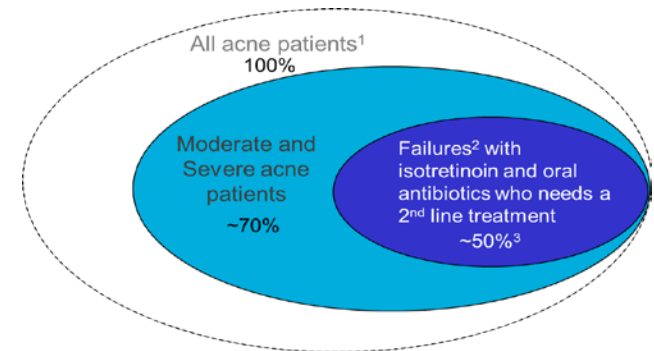 All acne patients¹
100%
Moderate and
Severe acne
patients
~70%
Failures² with
isotretinoin and oral
antibiotics who needs a
2nd line treatment
~50%³